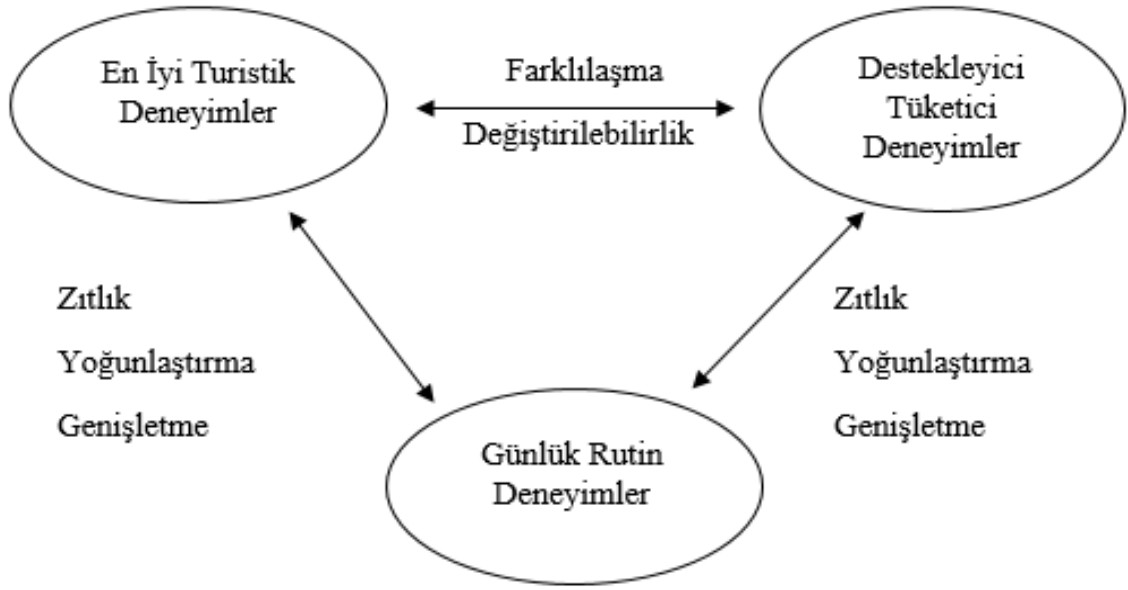 En İyi Turistik
Deneyimler
Farklılaşma
Değiştirilebilirlik
Destekleyici
Tüketici
Deneyimler
Zıtlık
Yoğunlaştırma
Genişletme
Zıtlık
Yoğunlaştırma
Genişletme
Günlük Rutin
Deneyimler